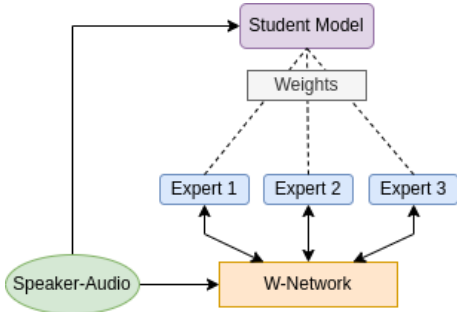 Student Model
Weights
Expert 1
Expert 2
Expert 3
Speaker-Audio
W-Network